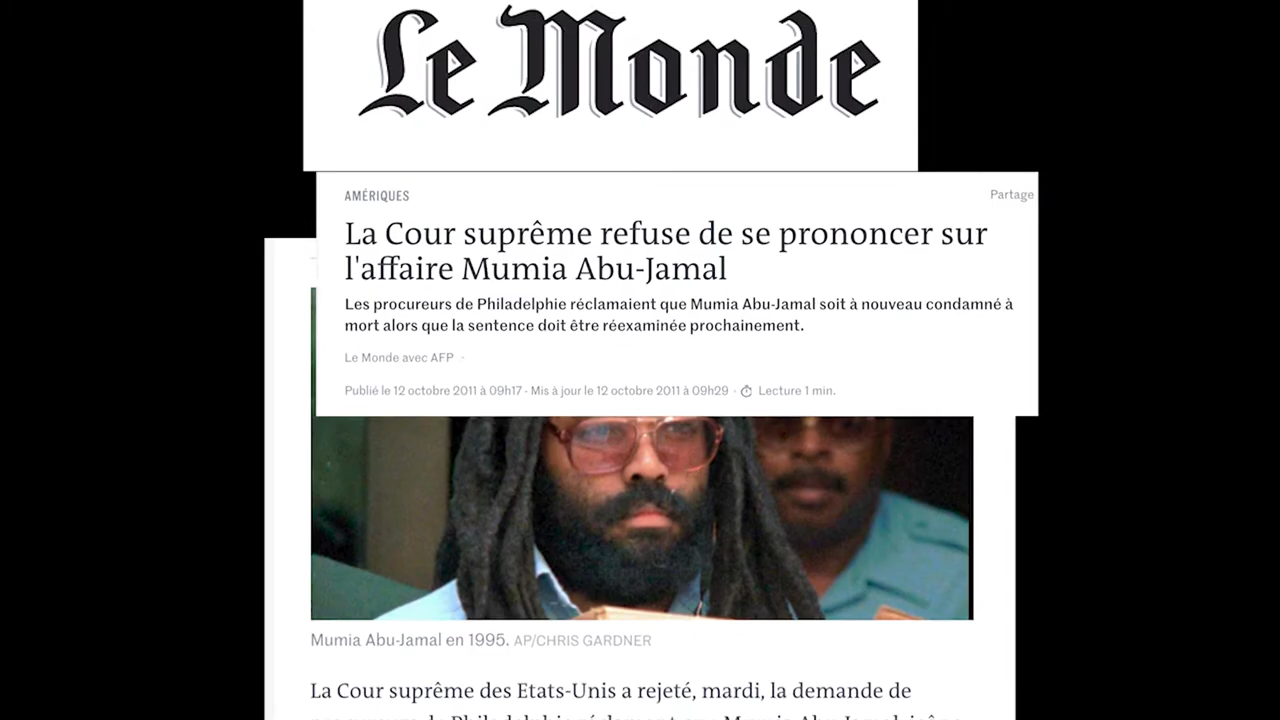 Le Monde
AMÉRIQUES
Partage
La Cour suprême refuse de se prononcer sur
l'affaire Mumia Abu-Jamal
Les procureurs de Philadelphie réclamaient que Mumia Abu-Jamal soit à nouveau condamné à
mort alors que la sentence doit être réexaminée prochainement.
Le Monde avec AFP
Publié le 12 octobre 2011 à 09h17 - Mis à jour le 12 octobre 2011 à 09h29 · Lecture 1 min.
Mumia Abu-Jamal en 1995. AP/CHRIS GARDNER
La Cour suprême des Etats-Unis a rejeté, mardi, la demande de